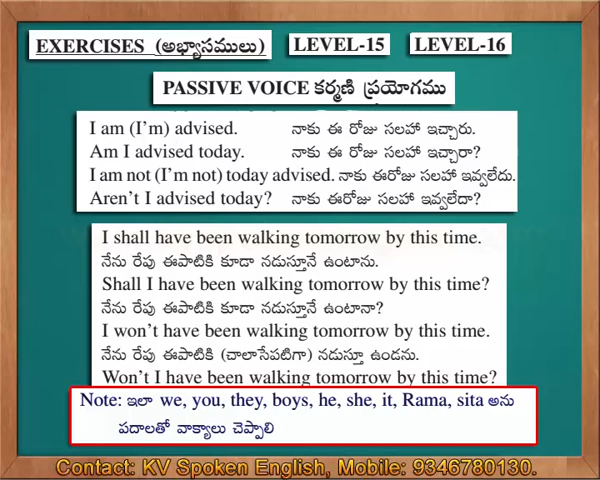 EXERCISES (అభ్యాసములు) LEVEL-15 LEVEL-16
PASSIVE VOICE కర్మణి ప్రయోగము
I am (I’m) advised. నాకు ఈ రోజు సలహా ఇచ్చారు.
Am I advised today. నాకు ఈ రోజు సలహా ఇచ్చారా?
I am not (I’m not) today advised. నాకు ఈరోజు సలహా ఇవ్వలేదు.
Aren’t I advised today? నాకు ఈరోజు సలహా ఇవ్వలేదా?
I shall have been walking tomorrow by this time.
నేను రేపు ఈపాటికి కూడా నడుస్తూనే ఉంటాను.
Shall I have been walking tomorrow by this time?
నేను రేపు ఈపాటికి కూడా నడుస్తూనే ఉంటానా?
I won’t have been walking tomorrow by this time.
నేను రేపు ఈపాటికి (చాలాసేపటిగా) నడుస్తూ ఉండను.
Won’t I have been walking tomorrow by this time?
Note: ఇలా we, you, they, boys, he, she, it, Rama, sita అను
పదాలతో వాక్యాలు చెప్పాలి
Contact: KV Spoken English, Mobile: 9346780130.